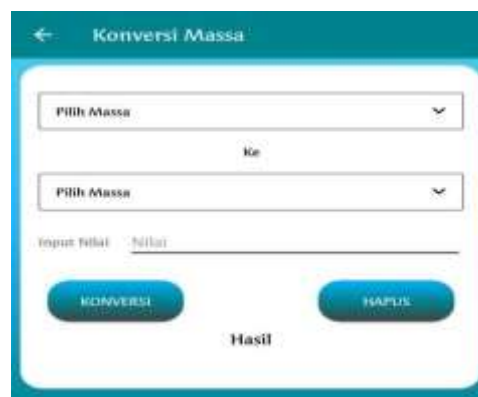 Konversi Massa
Pilih Massa
Ke
Pilih Massa
Input Nilai Nilai
KONVERSI HAPUS
Hasil